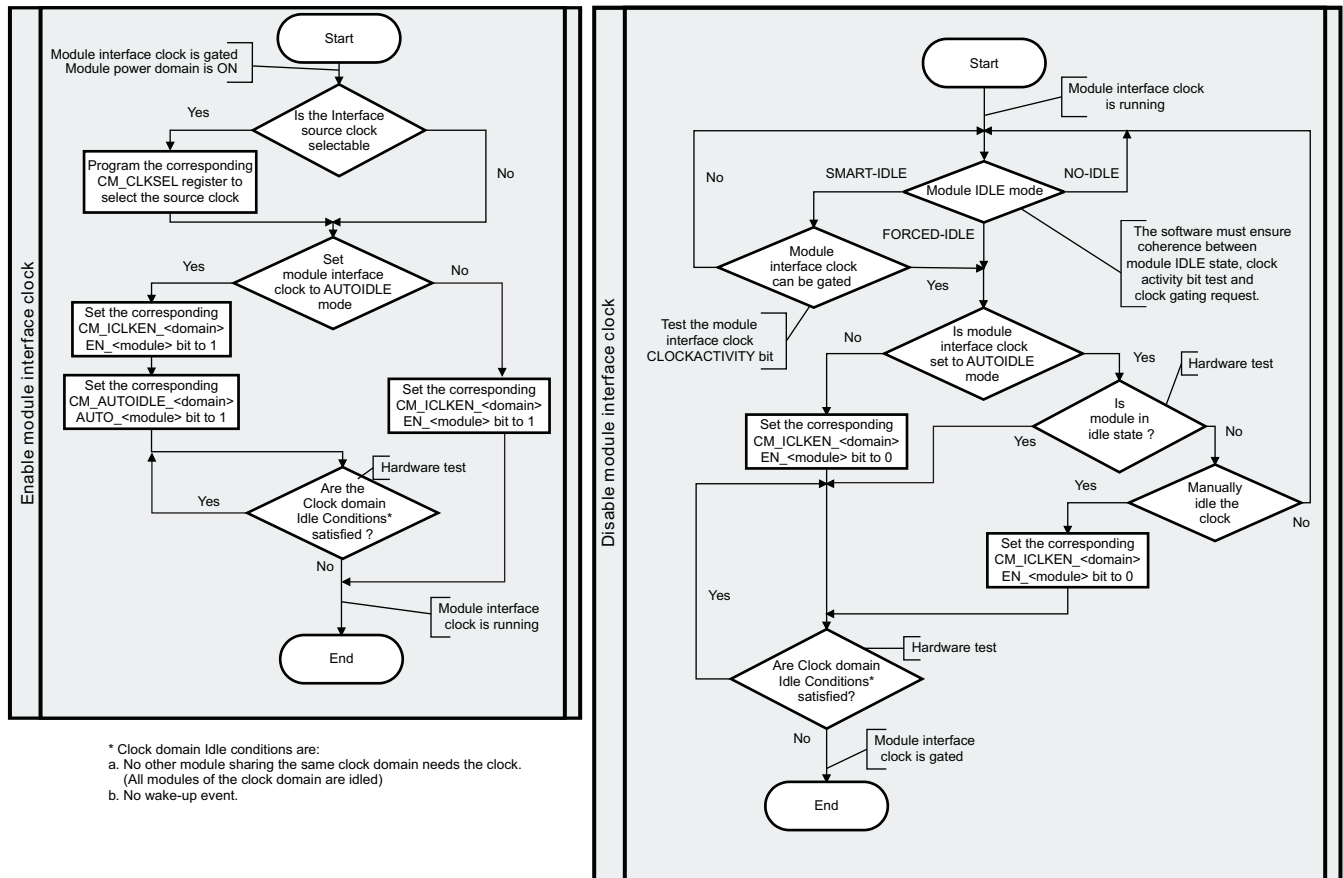 Enable module interface clock
Start
Module interface clock is gated
Module power domain is ON
Is the Interface
source clock
selectable
Yes
No
Program the corresponding
CM_CLKSEL register to
select the source clock
Set
module interface
clock to AUTOIDLE
mode
Yes
No
Set the corresponding
CM_ICLKEN_<domain>
EN_<module> bit to 1
Set the corresponding
CM_AUTOIDLE_<domain>
AUTO_<module> bit to 1
Set the corresponding
CM_ICLKEN_<domain>
EN_<module> bit to 1
Hardware test
Are the
Clock domain
Idle Conditions*
satisfied ?
Yes
No
Module interface
clock is running
End
* Clock domain Idle conditions are:
a. No other module sharing the same clock domain needs the clock.
(All modules of the clock domain are idled)
b. No wake-up event.
Disable module interface clock
Start
Module interface clock
is running
Module IDLE mode
SMART-IDLE
NO-IDLE
FORCED-IDLE
No
Module
interface clock
can be gated
Yes
The software must ensure
coherence between
module IDLE state, clock
activity bit test and
clock gating request.
Test the module
interface clock
CLOCKACTIVITY bit
Is module
interface clock
set to AUTOIDLE
mode
No
Yes
Hardware test
Set the corresponding
CM_ICLKEN_<domain>
EN_<module> bit to 0
Is
module in
idle state ?
Yes
No
Manually
idle the
clock
Yes
No
Set the corresponding
CM_ICLKEN_<domain>
EN_<module> bit to 0
Yes
Hardware test
Are Clock domain
Idle Conditions*
satisfied?
No
Module interface
clock is gated
End